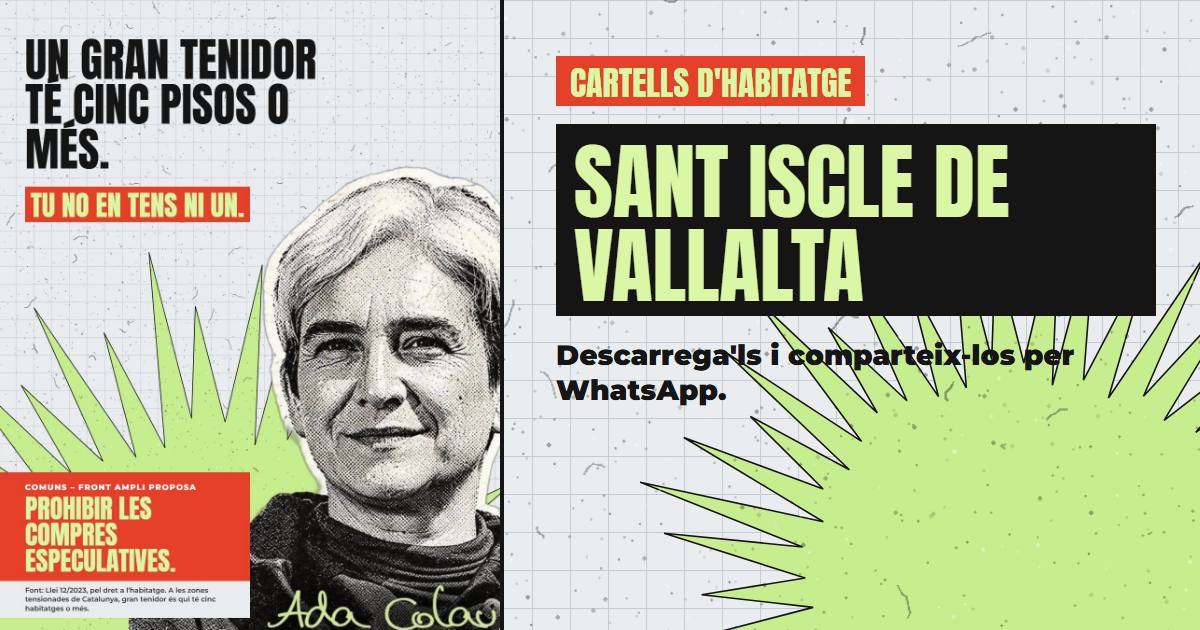 UN GRAN TENIDOR
TÉ CINC PISOS O
MÉS.
TU NO EN TENS NI UN.
COMUNS – FRONT AMPLI PROPOSA
PROHIBIR LES
COMPRES
ESPECULATIVES.
Font: Llei 12/2023, pel dret a l'habitatge. A les zones
tensionades de Catalunya, gran tenidor és qui té cinc
habitatges o més.
Ada Colau
CARTELLS D'HABITATGE
SANT ISCLE DE
VALLALTA
Descarrega'ls i comparteix-los per
WhatsApp.